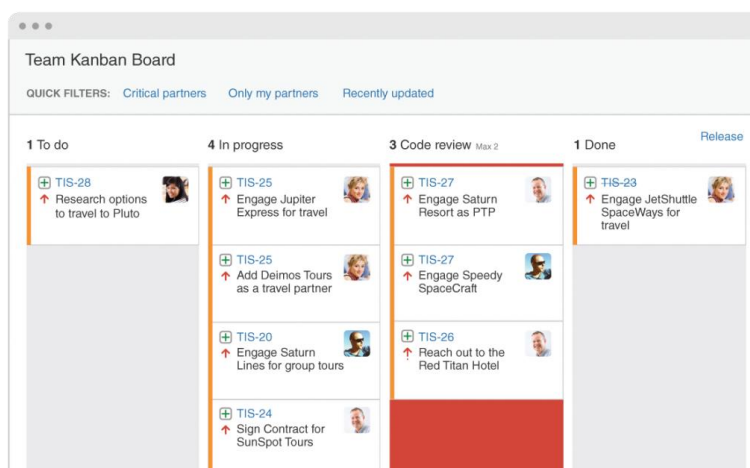 Team Kanban Board
QUICK FILTERS: Critical partners Only my partners Recently updated
Release
1 To do
TIS-28
Research options
to travel to Pluto
4 In progress
TIS-25
Engage Jupiter
Express for travel
TIS-25
Add Deimos Tours
as a travel partner
TIS-20
Engage Saturn
Lines for group tours
TIS-24
Sign Contract for
SunSpot Tours
3 Code review Max 2
TIS-27
Engage Saturn
Resort as PTP
TIS-27
Engage Speedy
SpaceCraft
TIS-26
Reach out to the
Red Titan Hotel
1 Done
TIS-23
Engage JetShuttle
SpaceWays for
travel